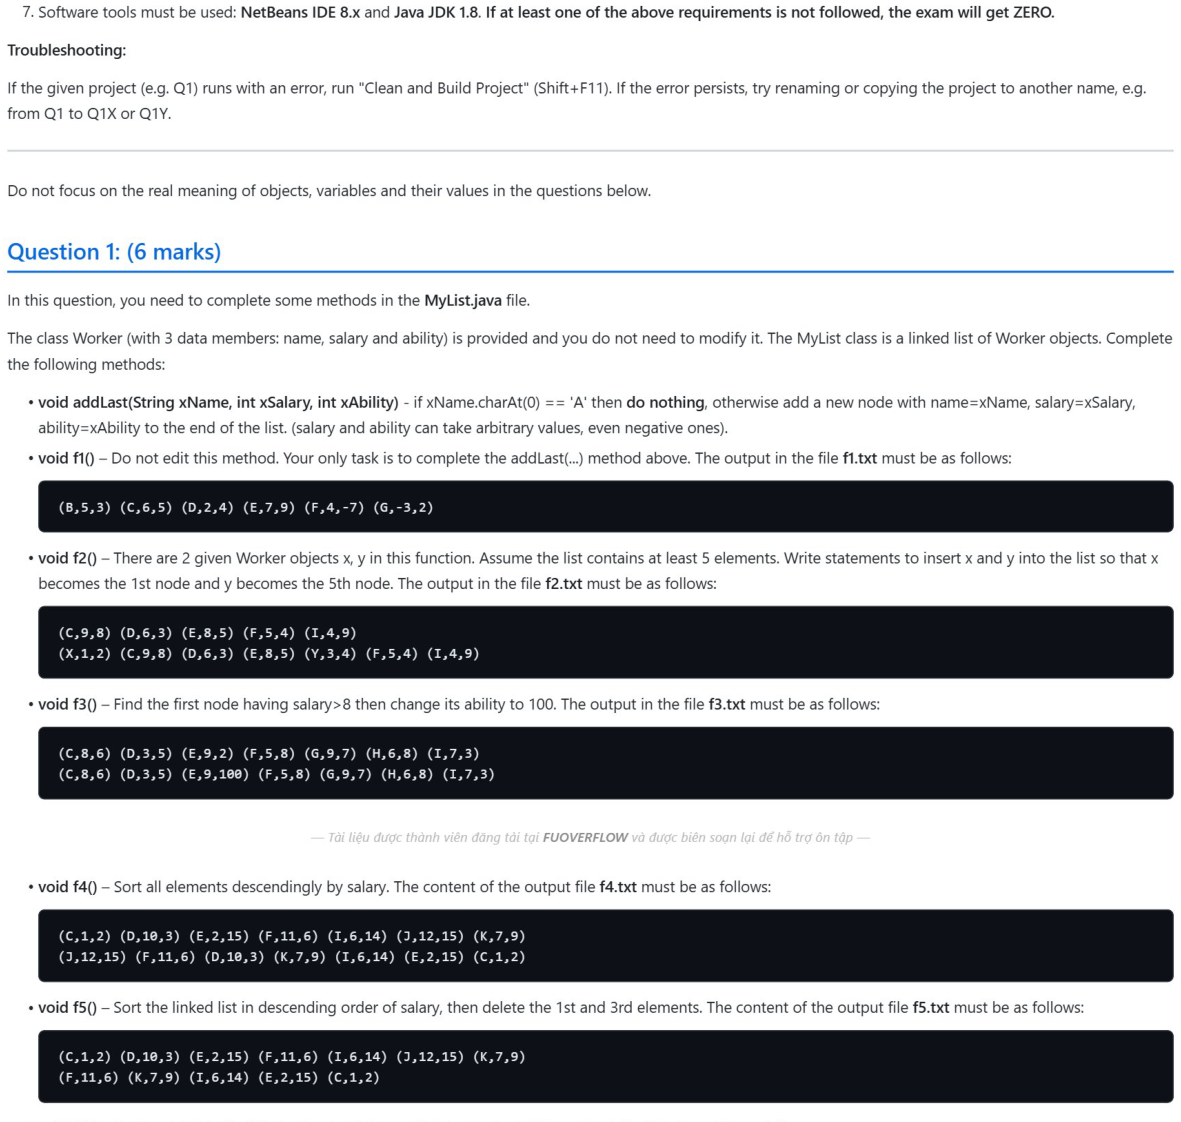 7. Software tools must be used: NetBeans IDE 8.x and Java JDK 1.8. If at least one of the above requirements is not followed, the exam will get ZERO.
Troubleshooting:
If the given project (e.g. Q1) runs with an error, run "Clean and Build Project" (Shift+F11). If the error persists, try renaming or copying the project to another name, e.g.
from Q1 to Q1X or Q1Y.
Do not focus on the real meaning of objects, variables and their values in the questions below.
Question 1: (6 marks)
In this question, you need to complete some methods in the MyList.java file.
The class Worker (with 3 data members: name, salary and ability) is provided and you do not need to modify it. The MyList class is a linked list of Worker objects. Complete
the following methods:
• void addLast(String xName, int xSalary, int xAbility) - if xName.charAt(0) == 'A' then do nothing, otherwise add a new node with name=xName, salary=xSalary,
ability=xAbility to the end of the list. (salary and ability can take arbitrary values, even negative ones).
• void f1() – Do not edit this method. Your only task is to complete the addLast(...) method above. The output in the file f1.txt must be as follows:
(B,5,3) (C,6,5) (D,2,4) (E,7,9) (F,4,-7) (G,-3,2)
• void f2() – There are 2 given Worker objects x, y in this function. Assume the list contains at least 5 elements. Write statements to insert x and y into the list so that x
becomes the 1st node and y becomes the 5th node. The output in the file f2.txt must be as follows:
(C,9,8) (D,6,3) (E,8,5) (F,5,4) (I,4,9)
(X,1,2) (C,9,8) (D,6,3) (E,8,5) (Y,3,4) (F,5,4) (I,4,9)
• void f3() – Find the first node having salary>8 then change its ability to 100. The output in the file f3.txt must be as follows:
(C,8,6) (D,3,5) (E,9,2) (F,5,8) (G,9,7) (H,6,8) (I,7,3)
(C,8,6) (D,3,5) (E,9,100) (F,5,8) (G,9,7) (H,6,8) (I,7,3)
— Tài liệu được thành viên đăng tải tại FUOVERFLOW và được biên soạn lại để hỗ trợ ôn tập —
• void f4() – Sort all elements descendingly by salary. The content of the output file f4.txt must be as follows:
(C,1,2) (D,10,3) (E,2,15) (F,11,6) (I,6,14) (J,12,15) (K,7,9)
(J,12,15) (F,11,6) (D,10,3) (K,7,9) (I,6,14) (E,2,15) (C,1,2)
• void f5() – Sort the linked list in descending order of salary, then delete the 1st and 3rd elements. The content of the output file f5.txt must be as follows:
(C,1,2) (D,10,3) (E,2,15) (F,11,6) (I,6,14) (J,12,15) (K,7,9)
(F,11,6) (K,7,9) (I,6,14) (E,2,15) (C,1,2)